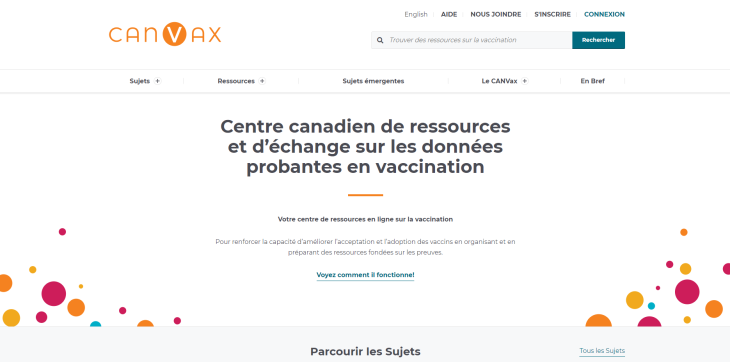 English AIDE NOUS JOINDRE S'INSCRIRE CONNEXION
CANVAX
Trouver des ressources sur la vaccination Rechercher
Sujets + Ressources + Sujets émergentes Le CANVax + En Bref
Centre canadien de ressources
et d'échange sur les données
probantes en vaccination
Votre centre de ressources en ligne sur la vaccination
Pour renforcer la capacité d'améliorer l'acceptation et l'adoption des vaccins en organisant et en
préparant des ressources fondées sur les preuves.
Voyez comment il fonctionne!
Parcourir les Sujets Tous les Sujets